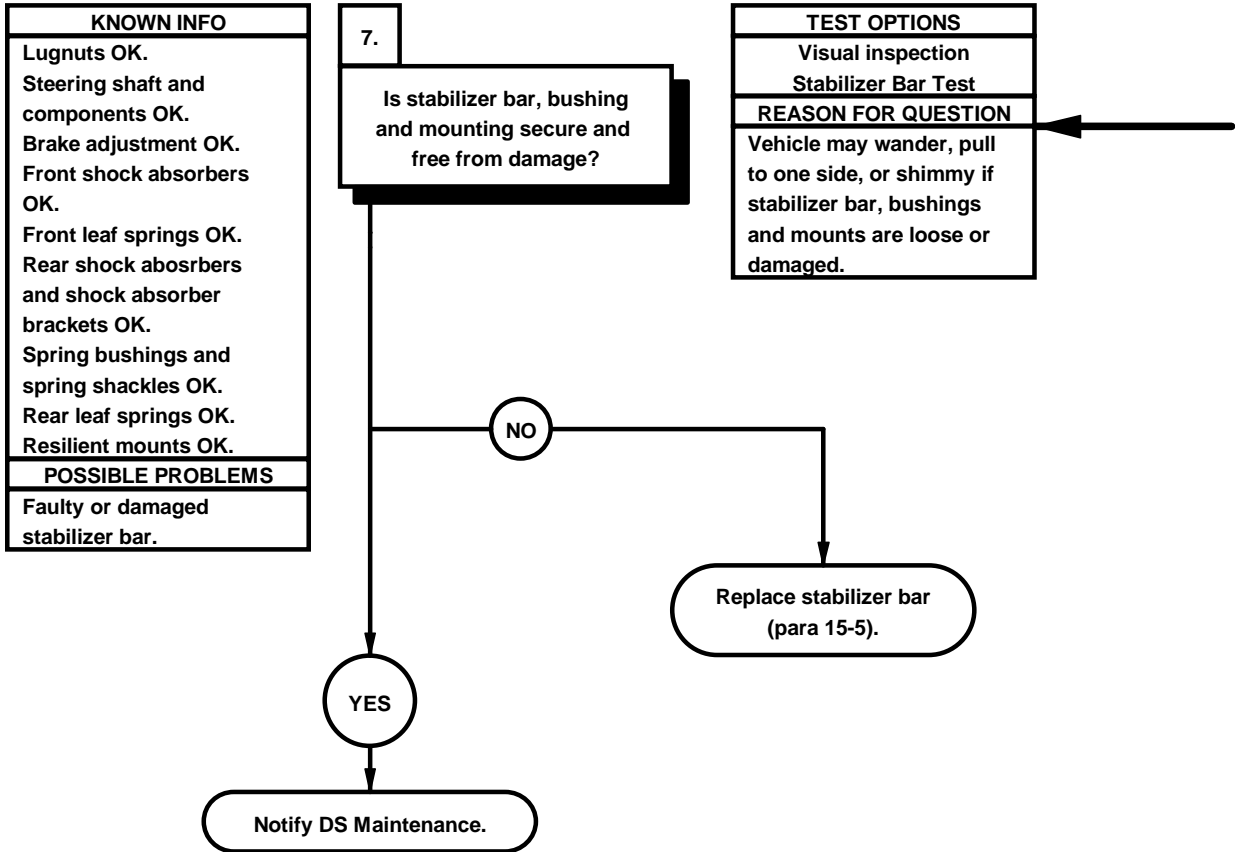 KNOWN INFO
Lugnuts OK.
Steering shaft and
components OK.
Brake adjustment OK.
Front shock absorbers
OK.
Front leaf springs OK.
Rear shock abosrbers
and shock absorber
brackets OK.
Spring bushings and
spring shackles OK.
Rear leaf springs OK.
Resilient mounts OK.
POSSIBLE PROBLEMS
Faulty or damaged
stabilizer bar.
7.
Is stabilizer bar, bushing
and mounting secure and
free from damage?
TEST OPTIONS
Visual inspection
Stabilizer Bar Test
REASON FOR QUESTION
Vehicle may wander, pull
to one side, or shimmy if
stabilizer bar, bushings
and mounts are loose or
damaged.
NO
Replace stabilizer bar
(para 15-5).
YES
Notify DS Maintenance.